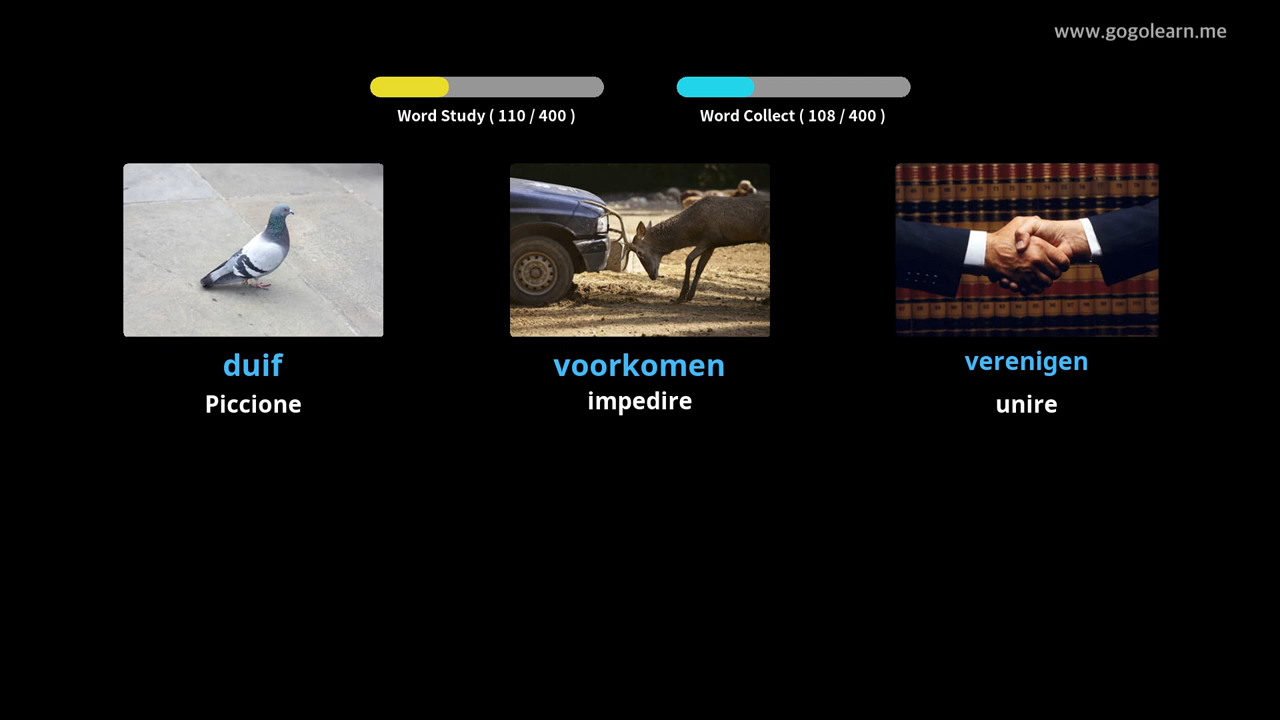 www.gogolearn.me
Word Study ( 110 / 400 )
Word Collect ( 108 / 400 )
duif
Piccione
voorkomen
impedire
verenigen
unire